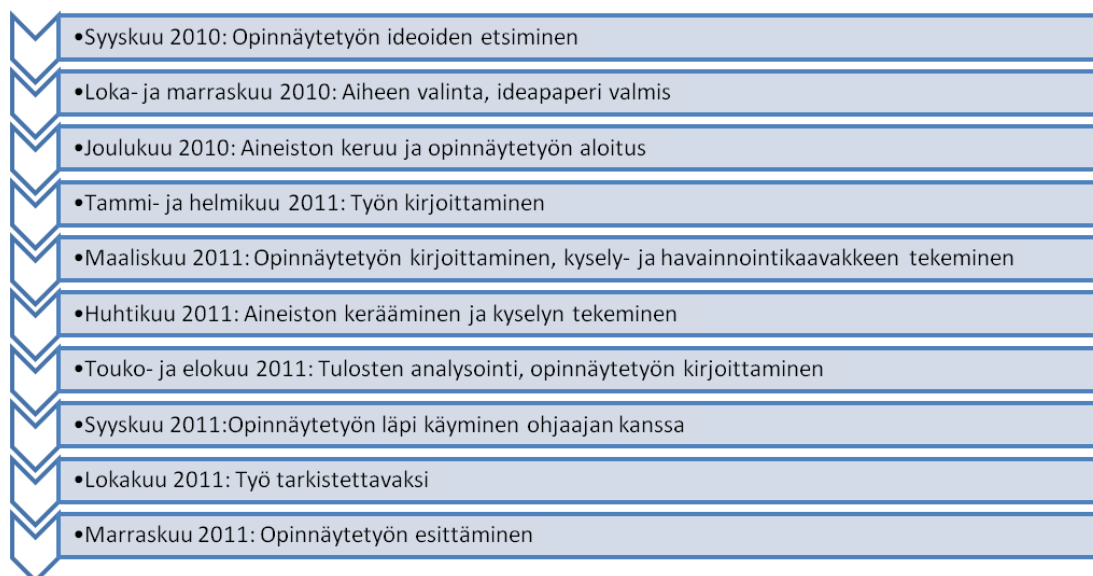 •Syyskuu 2010: Opinnäytetyön ideoiden etsiminen
•Loka- ja marraskuu 2010: Aiheen valinta, ideapaperi valmis
•Joulukuu 2010: Aineiston keruu ja opinnäytetyön aloitus
•Tammi- ja helmikuu 2011: Työn kirjoittaminen
•Maaliskuu 2011: Opinnäytetyön kirjoittaminen, kysely- ja havainnointikaavakkeen tekeminen
•Huhtikuu 2011: Aineiston kerääminen ja kyselyn tekeminen
•Touko- ja elokuu 2011: Tulosten analysointi, opinnäytetyön kirjoittaminen
•Syyskuu 2011:Opinnäytetyön läpi käyminen ohjaajan kanssa
•Lokakuu 2011: Työ tarkistettavaksi
•Marraskuu 2011: Opinnäytetyön esittäminen